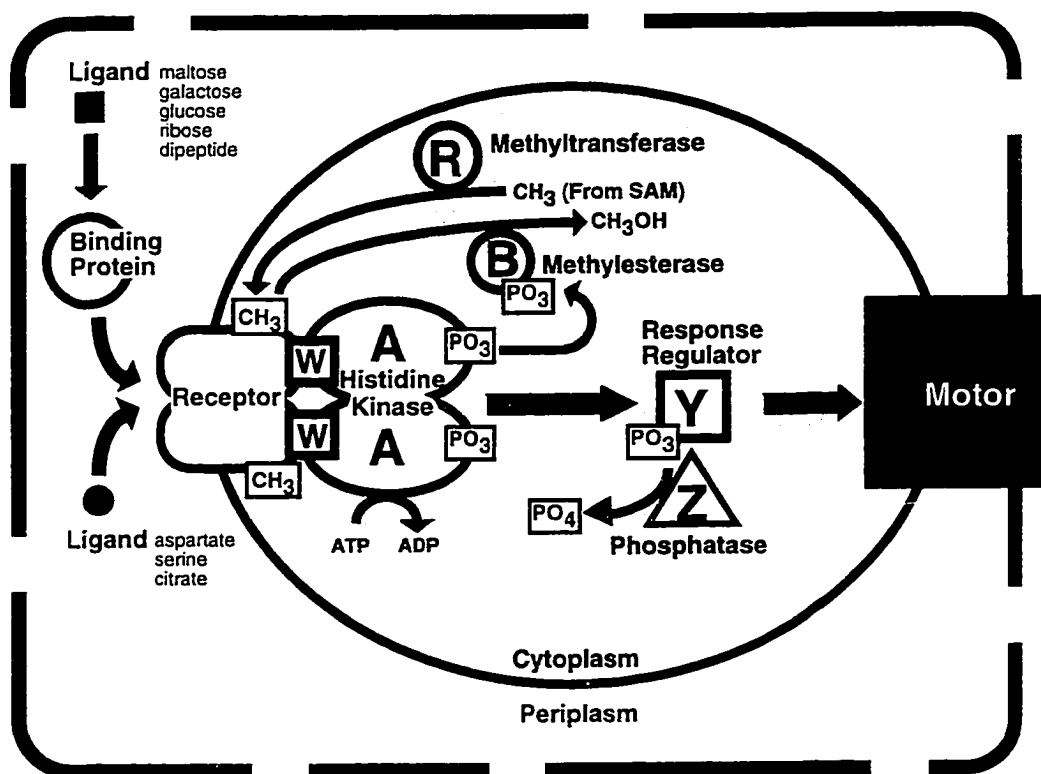 Ligand maltose
galactose
glucose
ribose
dipeptide
R Methyltransferase
CH3 (From SAM)
CH3OH
Binding
Protein
B Methylesterase
PO3
CH3
W
A
PO3
Histidine
Kinase
Receptor
W
A
PO3
CH3
Response
Regulator
Y
PO3
Motor
Z
PO4
Phosphatase
ATP ADP
Ligand aspartate
serine
citrate
Cytoplasm
Periplasm